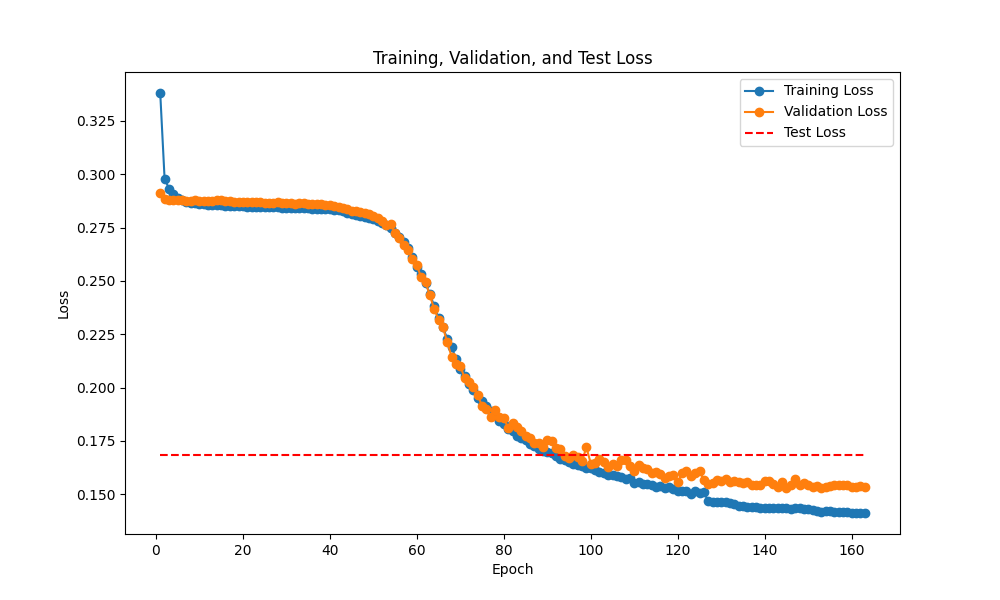 Training, Validation, and Test Loss
Training Loss
Validation Loss
Test Loss
Loss
0.325
0.300
0.275
0.250
0.225
0.200
0.175
0.150
0 20 40 60 80 100 120 140 160
Epoch